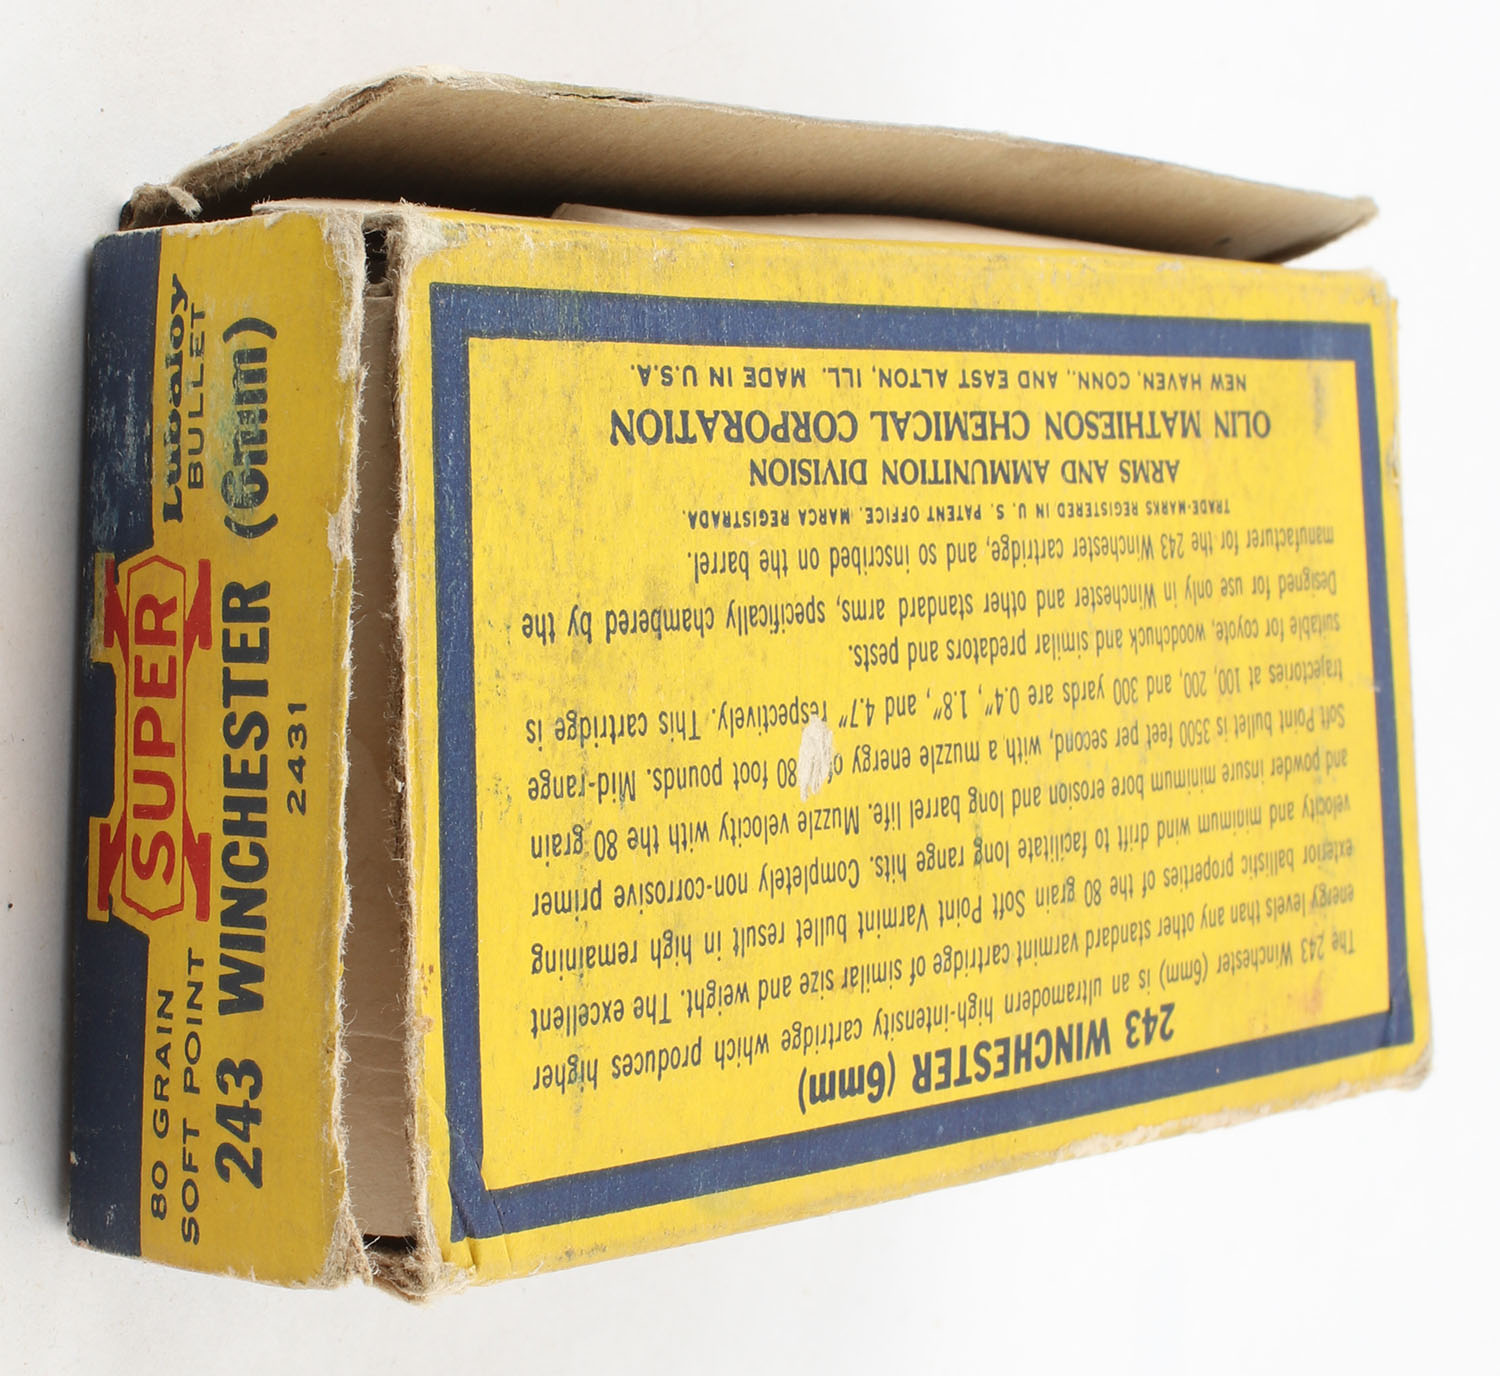 80 GRAIN
SOFT POINT
SUPER
Lubaloy
BULLET
243 WINCHESTER (6mm)
2431
243 WINCHESTER (6mm)
The 243 Winchester (6mm) is an ultramodern high-intensity cartridge which produces higher
energy levels than any other standard varmint cartridge of similar size and weight. The excellent
exterior ballistic properties of the 80 grain Soft Point Varmint bullet result in high remaining
velocity and minimum wind drift to facilitate long range hits. Completely non-corrosive primer
and powder insure minimum bore erosion and long barrel life. Muzzle velocity with the 80 grain
Soft Point bullet is 3500 feet per second, with a muzzle energy of 80 foot pounds. Mid-range
trajectories at 100, 200, and 300 yards are 0.4", 1.8", and 4.7" respectively. This cartridge is
suitable for coyote, woodchuck and similar predators and pests.
Designed for use only in Winchester and other standard arms, specifically chambered by the
manufacturer for the 243 Winchester cartridge, and so inscribed on the barrel.
TRADE-MARKS REGISTERED IN U. S. PATENT OFFICE. MARCA REGISTRADA.
ARMS AND AMMUNITION DIVISION
OLIN MATHIESON CHEMICAL CORPORATION
NEW HAVEN, CONN., AND EAST ALTON, ILL. MADE IN U.S.A.